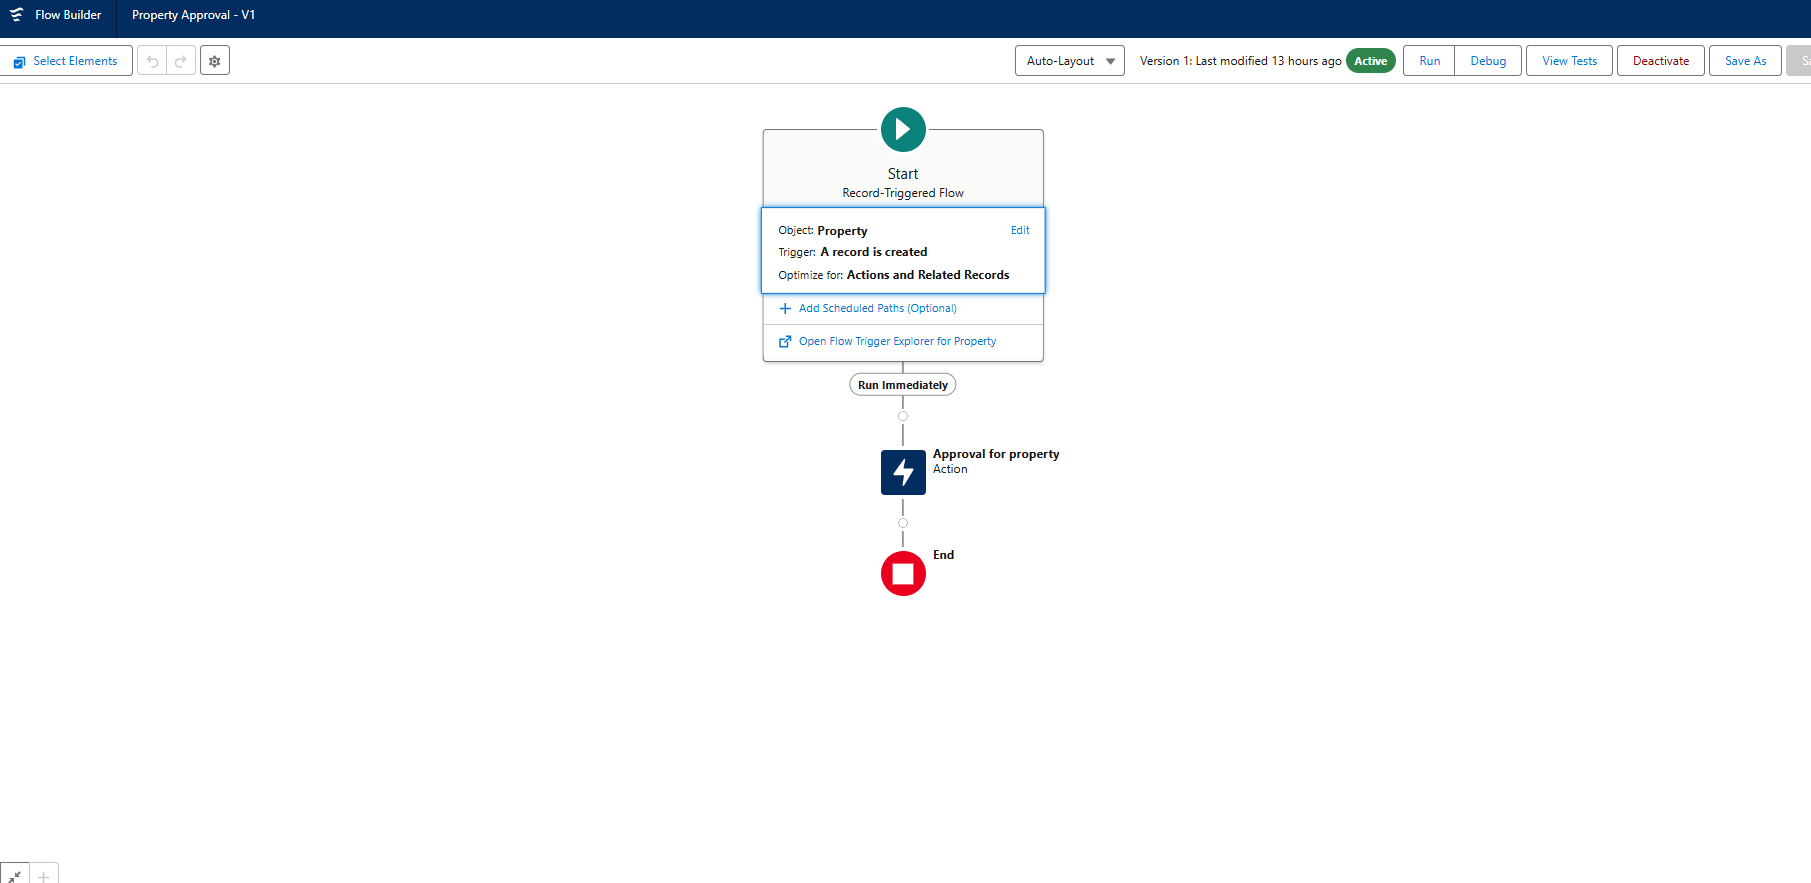 Flow Builder
Property Approval - V1
Select Elements
Auto-Layout
Version 1: Last modified 13 hours ago
Active
Run
Debug
View Tests
Deactivate
Save As
Start
Record-Triggered Flow
Object: Property
Edit
Trigger: A record is created
Optimize for: Actions and Related Records
Add Scheduled Paths (Optional)
Open Flow Trigger Explorer for Property
Run Immediately
Approval for property
Action
End